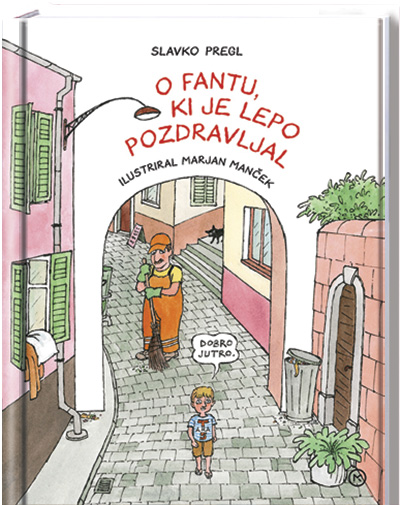 SLAVKO PREGL
O FANTU,
KI JE LEPO
POZDRAVLJAL
ILUSTRIRAL MARJAN MANČEK
DOBRO
JUTRO.